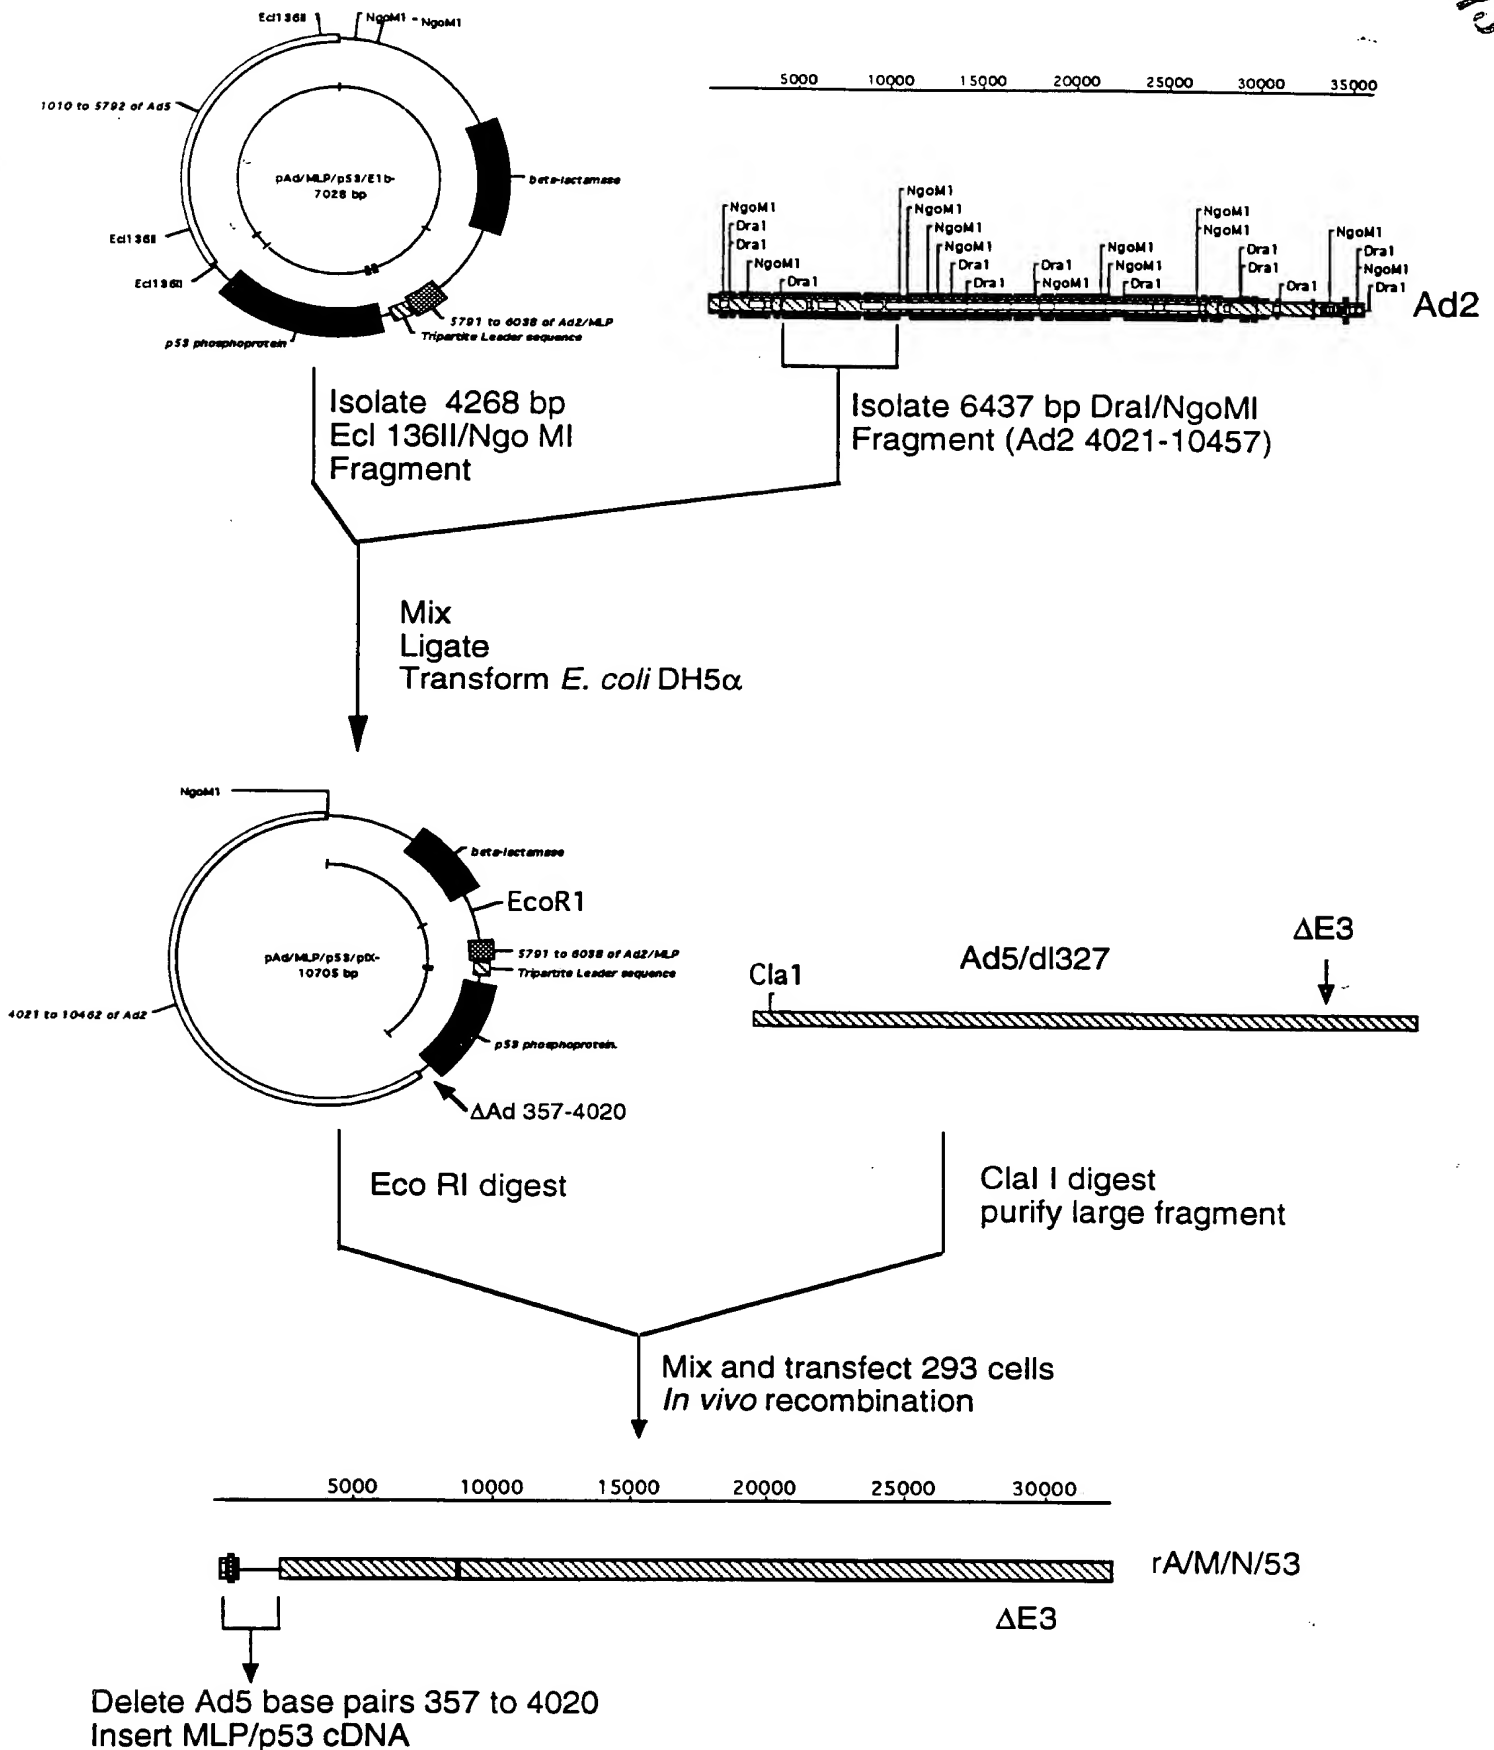 Ecl136II
NgoM1 - NgoM1
1010 to 5792 of Ad5
pAd/MLP/p53/E1b-
7028 bp
beta-lactamase
Ecl136II
Ecl136II
p53 phosphoprotein
5791 to 6038 of Ad2/MLP
Tripartite Leader sequence
5000 10000 15000 20000 25000 30000 35000
NgoM1
Dra1
Dra1
NgoM1
Dra1
NgoM1
NgoM1
NgoM1
NgoM1
Dra1
Dra1
Dra1
NgoM1
NgoM1
NgoM1
Dra1
NgoM1
NgoM1
Dra1
Dra1
Dra1
NgoM1
Dra1
NgoM1
Dra1
Ad2
Isolate 4268 bp
Ecl 136II/Ngo MI
Fragment
Isolate 6437 bp DraI/NgoMI
Fragment (Ad2 4021-10457)
Mix
Ligate
Transform E. coli DH5α
NgoM1
beta-lactamase
EcoR1
pAd/MLP/p53/pIX-
10705 bp
5791 to 6038 of Ad2/MLP
Tripartite Leader sequence
4021 to 10462 of Ad2
p53 phosphoprotein.
ΔAd 357-4020
Cla1
Ad5/dl327
ΔE3
Eco RI digest
ClaI I digest
purify large fragment
Mix and transfect 293 cells
In vivo recombination
5000 10000 15000 20000 25000 30000
rA/M/N/53
ΔE3
Delete Ad5 base pairs 357 to 4020
Insert MLP/p53 cDNA